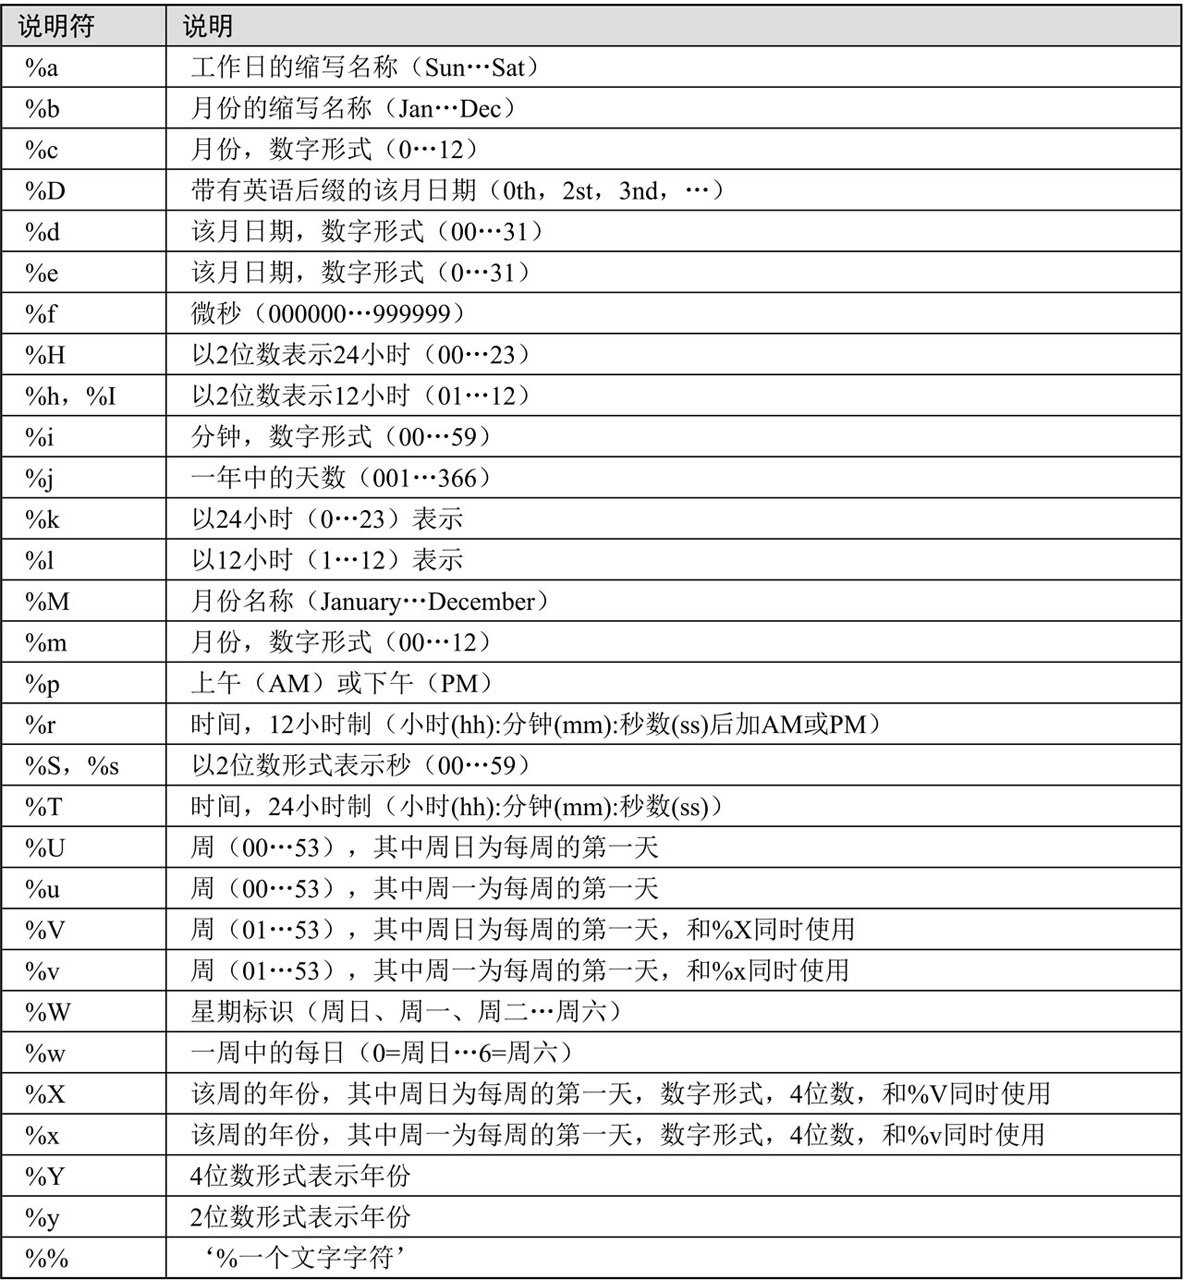 说明符 说明
%a 工作日的缩写名称（Sun…Sat）
%b 月份的缩写名称（Jan…Dec）
%c 月份，数字形式（0…12）
%D 带有英语后缀的该月日期（0th，2st，3nd，…）
%d 该月日期，数字形式（00…31）
%e 该月日期，数字形式（0…31）
%f 微秒（000000…999999）
%H 以2位数表示24小时（00…23）
%h，%I 以2位数表示12小时（01…12）
%i 分钟，数字形式（00…59）
%j 一年中的天数（001…366）
%k 以24小时（0…23）表示
%l 以12小时（1…12）表示
%M 月份名称（January…December）
%m 月份，数字形式（00…12）
%p 上午（AM）或下午（PM）
%r 时间，12小时制（小时(hh):分钟(mm):秒数(ss)后加AM或PM）
%S，%s 以2位数形式表示秒（00…59）
%T 时间，24小时制（小时(hh):分钟(mm):秒数(ss)）
%U 周（00…53），其中周日为每周的第一天
%u 周（00…53），其中周一为每周的第一天
%V 周（01…53），其中周日为每周的第一天，和%X同时使用
%v 周（01…53），其中周一为每周的第一天，和%x同时使用
%W 星期标识（周日、周一、周二…周六）
%w 一周中的每日（0=周日…6=周六）
%X 该周的年份，其中周日为每周的第一天，数字形式，4位数，和%V同时使用
%x 该周的年份，其中周一为每周的第一天，数字形式，4位数，和%v同时使用
%Y 4位数形式表示年份
%y 2位数形式表示年份
%% ‘%一个文字字符’